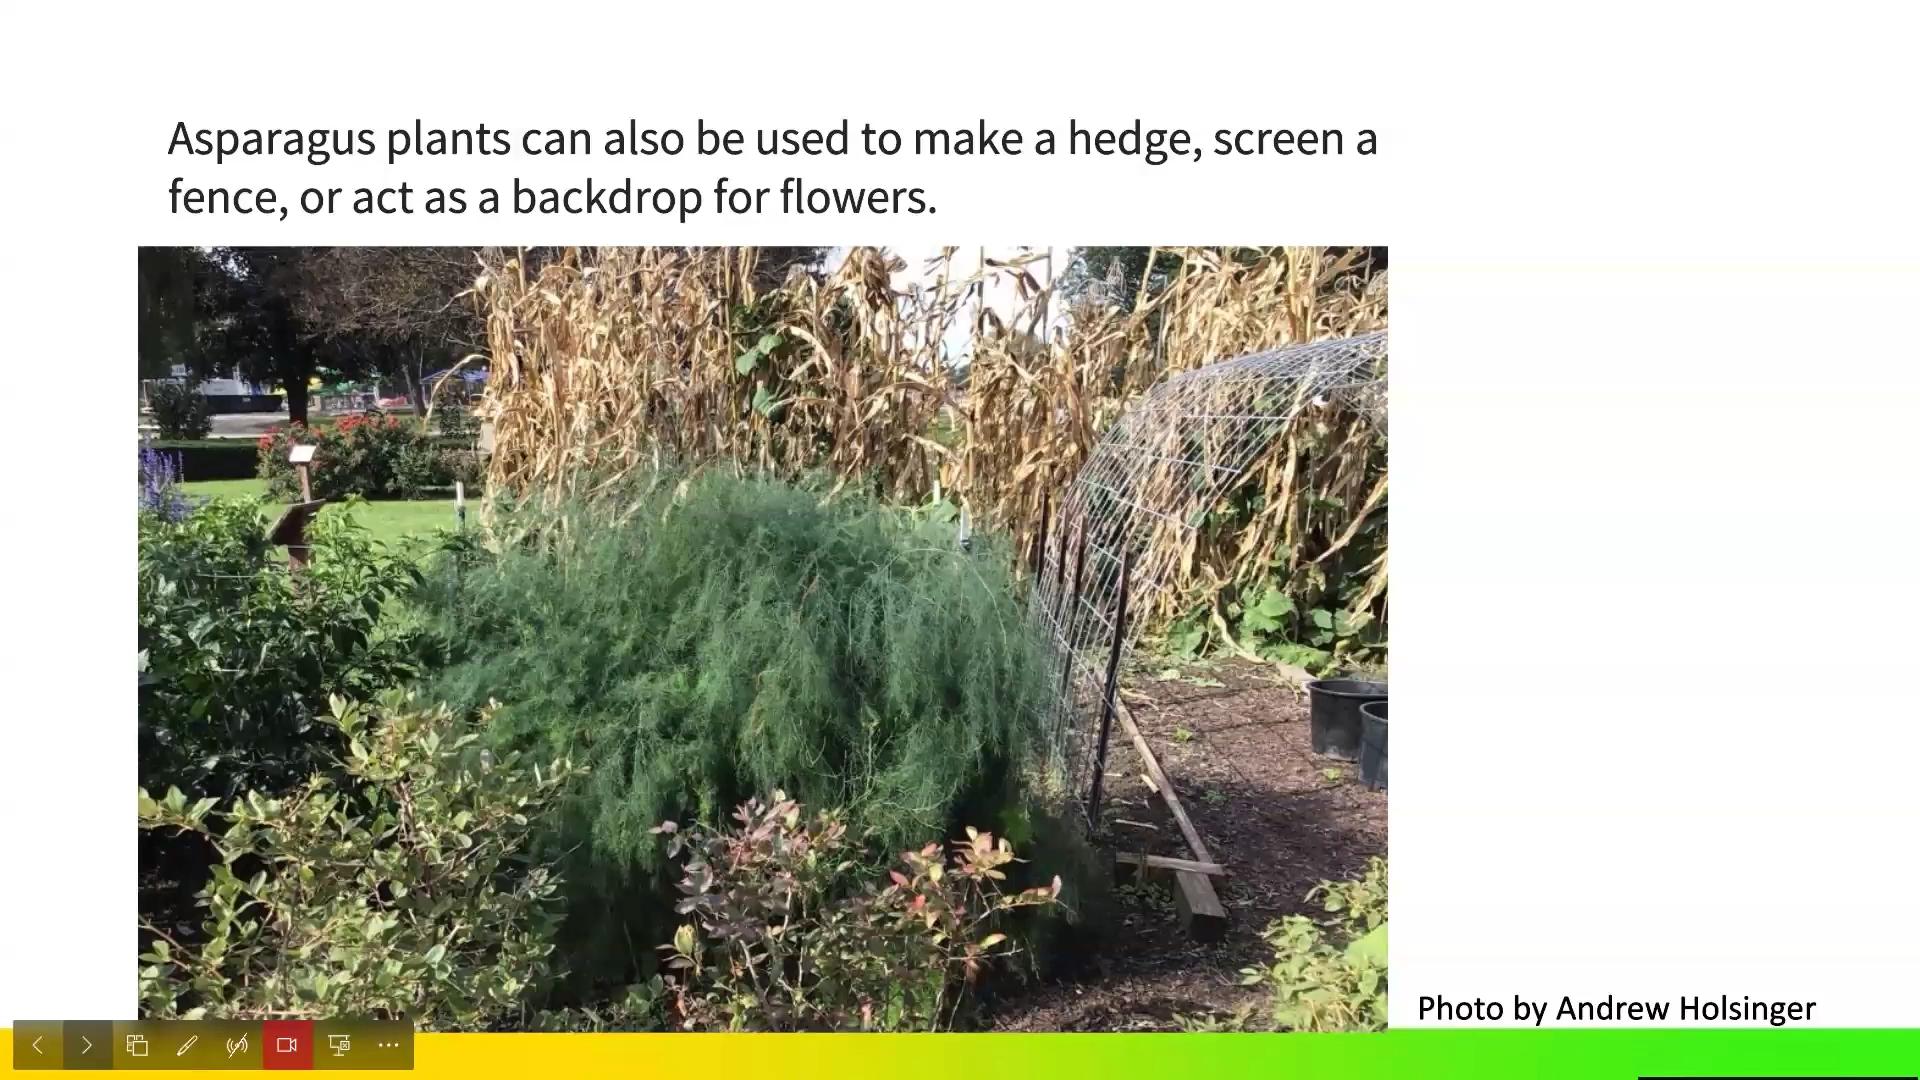 Asparagus plants can also be used to make a hedge, screen a
fence, or act as a backdrop for flowers.
Photo by Andrew Holsinger